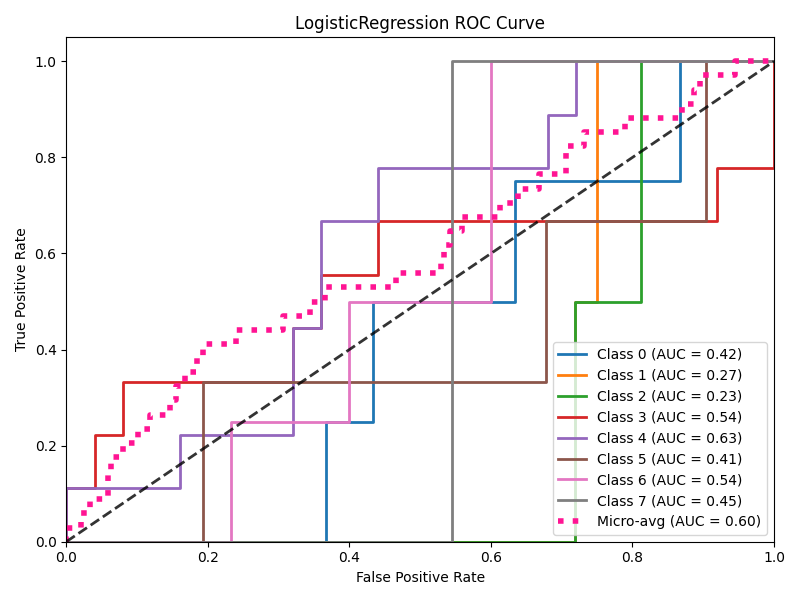 LogisticRegression ROC Curve
True Positive Rate
1.0
0.8
0.6
0.4
0.2
0.0
0.0 0.2 0.4 0.6 0.8 1.0
False Positive Rate
Class 0 (AUC = 0.42)
Class 1 (AUC = 0.27)
Class 2 (AUC = 0.23)
Class 3 (AUC = 0.54)
Class 4 (AUC = 0.63)
Class 5 (AUC = 0.41)
Class 6 (AUC = 0.54)
Class 7 (AUC = 0.45)
Micro-avg (AUC = 0.60)